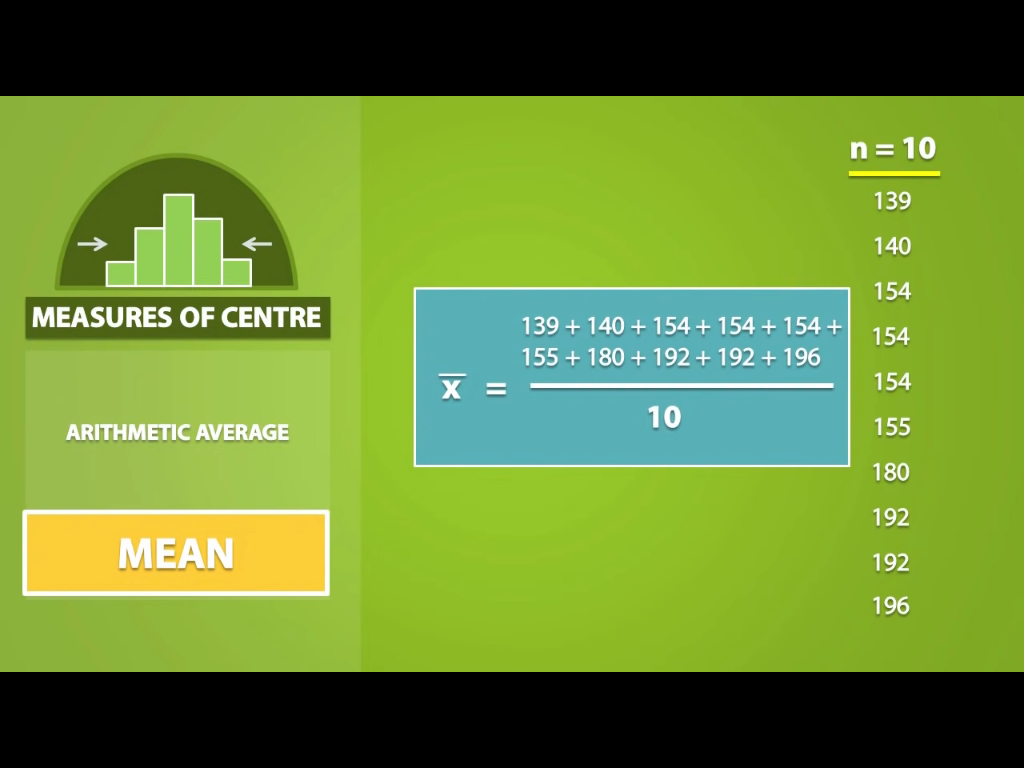 MEASURES OF CENTRE
ARITHMETIC AVERAGE
MEAN
x̅ =
139 + 140 + 154 + 154 + 154 +
155 + 180 + 192 + 192 + 196
10
n = 10
139
140
154
154
154
155
180
192
192
196